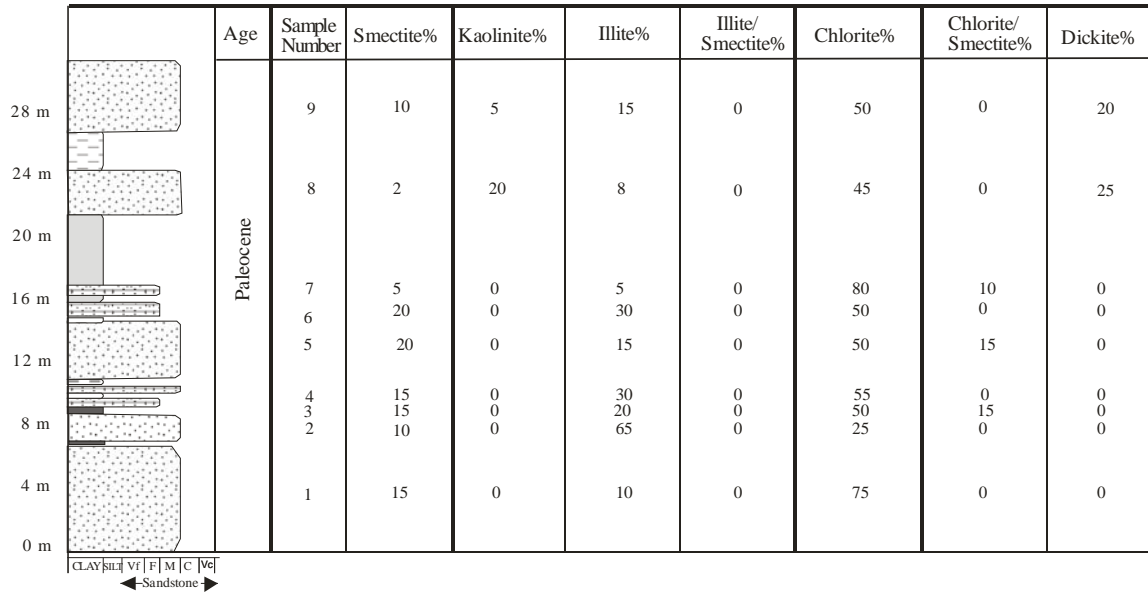 Age Sample Number Smectite% Kaolinite% Illite% Illite/ Smectite% Chlorite% Chlorite/ Smectite% Dickite%
28 m 9 10 5 15 0 50 0 20
24 m
8 2 20 8 0 45 0 25
20 m
Paleocene
7 5 0 5 0 80 10 0
16 m
6 20 0 30 0 50 0 0
5 20 0 15 0 50 15 0
12 m
4 15 0 30 0 55 0 0
3 15 0 20 0 50 15 0
8 m
2 10 0 65 0 25 0 0
4 m
1 15 0 10 0 75 0 0
0 m
CLAY SILT Vf F M C Vc
Sandstone